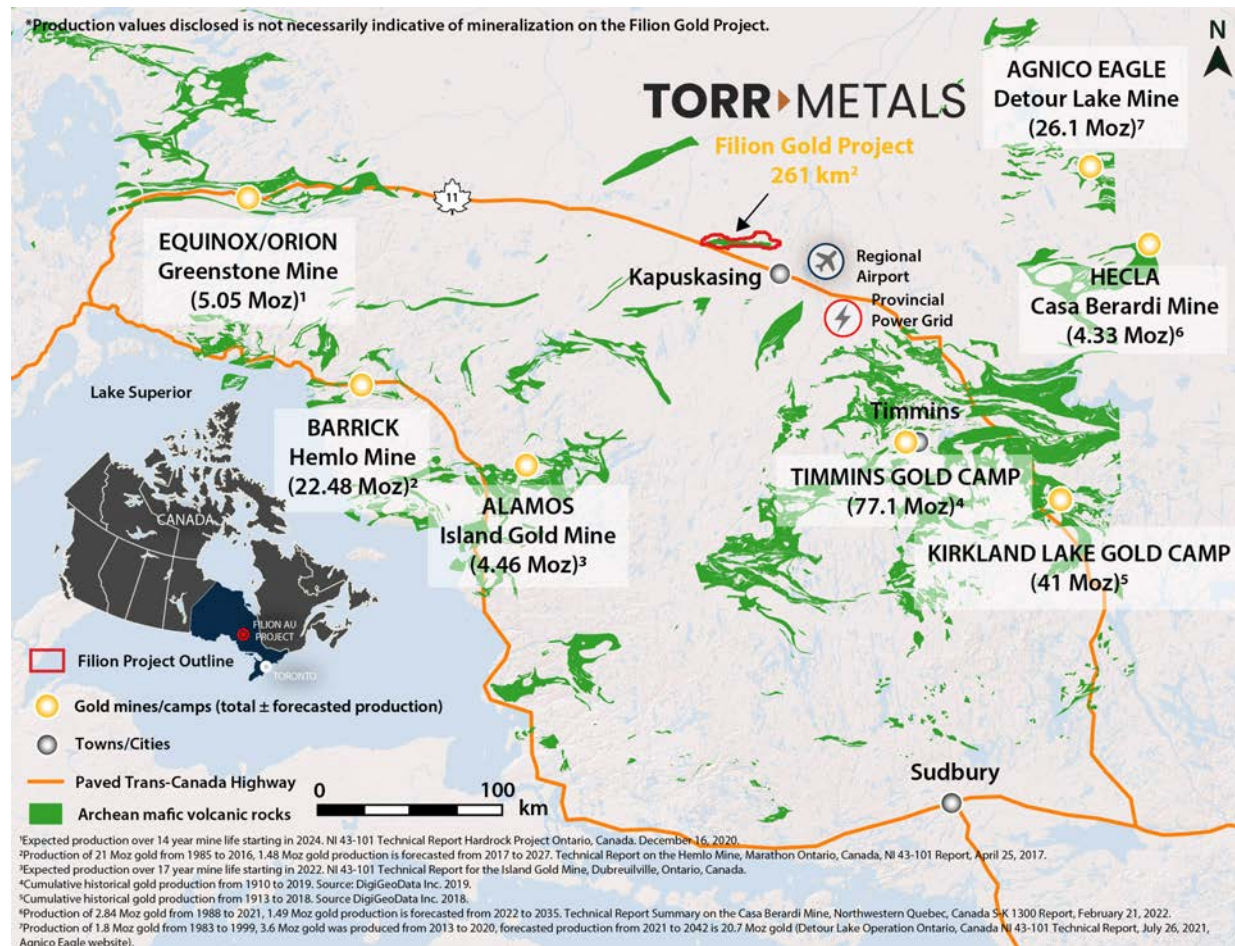 *Production values disclosed is not necessarily indicative of mineralization on the Filion Gold Project.
N
TORR METALS
Filion Gold Project
261 km²
AGNICO EAGLE
Detour Lake Mine
(26.1 Moz)⁷
11
EQUINOX/ORION
Greenstone Mine
(5.05 Moz)¹
Kapuskasing
Regional
Airport
Provincial
Power Grid
HECLA
Casa Berardi Mine
(4.33 Moz)⁶
Lake Superior
BARRICK
Hemlo Mine
(22.48 Moz)²
Timmins
TIMMINS GOLD CAMP
(77.1 Moz)⁴
ALAMOS
Island Gold Mine
(4.46 Moz)³
KIRKLAND LAKE GOLD CAMP
(41 Moz)⁵
CANADA
FILION AU
PROJECT
TORONTO
Filion Project Outline
Gold mines/camps (total ± forecasted production)
Towns/Cities
Paved Trans-Canada Highway
Archean mafic volcanic rocks
0 100
km
Sudbury
¹Expected production over 14 year mine life starting in 2024. NI 43-101 Technical Report Hardrock Project Ontario, Canada. December 16, 2020.
²Production of 21 Moz gold from 1985 to 2016, 1.48 Moz gold production is forecasted from 2017 to 2027. Technical Report on the Hemlo Mine, Marathon Ontario, Canada, NI 43-101 Report, April 25, 2017.
³Expected production over 17 year mine life starting in 2022. NI 43-101 Technical Report for the Island Gold Mine, Dubreuilville, Ontario, Canada.
⁴Cumulative historical gold production from 1910 to 2019. Source: DigiGeoData Inc. 2019.
⁵Cumulative historical gold production from 1913 to 2018. Source DigiGeoData Inc. 2018.
⁶Production of 2.84 Moz gold from 1988 to 2021, 1.49 Moz gold production is forecasted from 2022 to 2035. Technical Report Summary on the Casa Berardi Mine, Northwestern Quebec, Canada S-K 1300 Report, February 21, 2022.
⁷Production of 1.8 Moz gold from 1983 to 1999, 3.6 Moz gold was produced from 2013 to 2020, forecasted production from 2021 to 2042 is 20.7 Moz gold (Detour Lake Operation Ontario, Canada NI 43-101 Technical Report, July 26, 2021,
Agnico Eagle website).